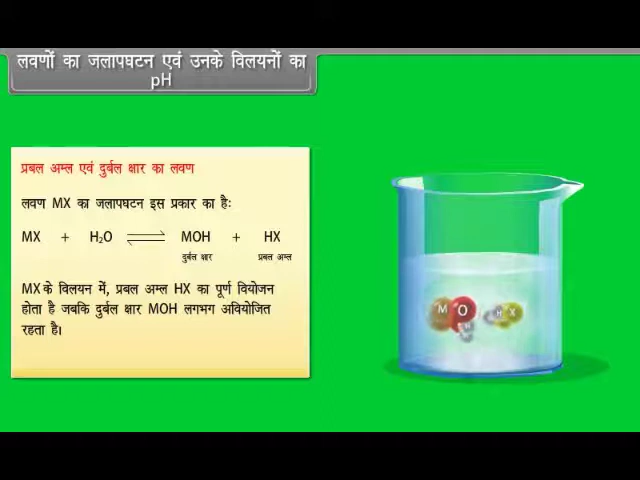 लवणों का जलापघटन एवं उनके विलयनों का
pH
प्रबल अम्ल एवं दुर्बल क्षार का लवण
लवण MX का जलापघटन इस प्रकार का है:
MX + H₂O ⇌ MOH + HX
दुर्बल क्षार प्रबल अम्ल
MX के विलयन में, प्रबल अम्ल HX का पूर्ण वियोजन
होता है जबकि दुर्बल क्षार MOH लगभग अवियोजित
रहता है।
M O H H X